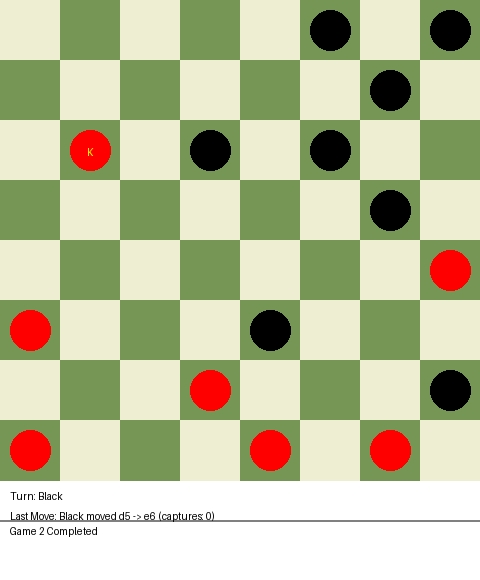 K
Turn: Black
Last Move: Black moved d5 -> e6 (captures: 0)
Game 2 Completed